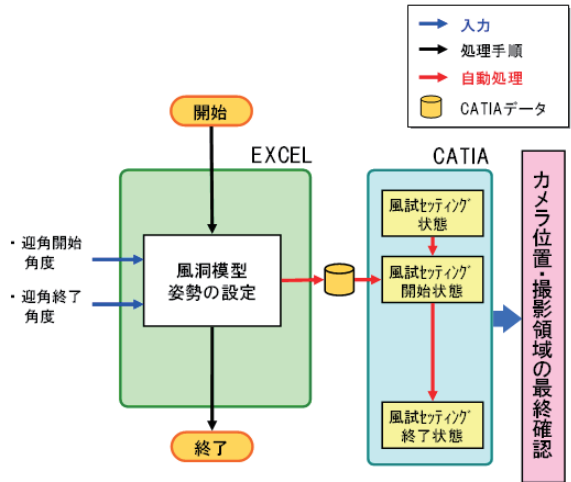 入力
処理手順
自動処理
CATIAデータ
開始
EXCEL
CATIA
・迎角開始
角度
・迎角終了
角度
風洞模型
姿勢の設定
風試ｾｯﾃｨﾝｸﾞ
状態
風試ｾｯﾃｨﾝｸﾞ
開始状態
風試ｾｯﾃｨﾝｸﾞ
終了状態
終了
カメラ位置・撮影領域の最終確認